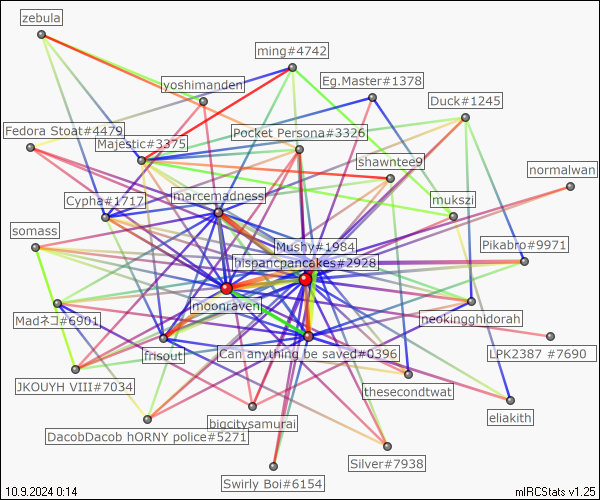 zebula
ming#4742
Eg.Master#1378
yoshimanden
Duck#1245
Fedora Stoat#4479
Majestic#3375
Pocket Persona#3326
shawntee9
normalwan
Cypha#1717
marcemadness
mukszi
somass
Mushy#1984
Pikabro#9971
hispancpancakes#2928
moonraven
Madネコ#6901
neokingghidorah
frisout
Can anything be saved#0396
LPK2387 #7690
JKOUYH VIII#7034
thesecondtwat
bigcitysamurai
eliakith
DacobDacob hORNY police#5271
Silver#7938
Swirly Boi#6154
10.9.2024 0:14
mIRCStats v1.25